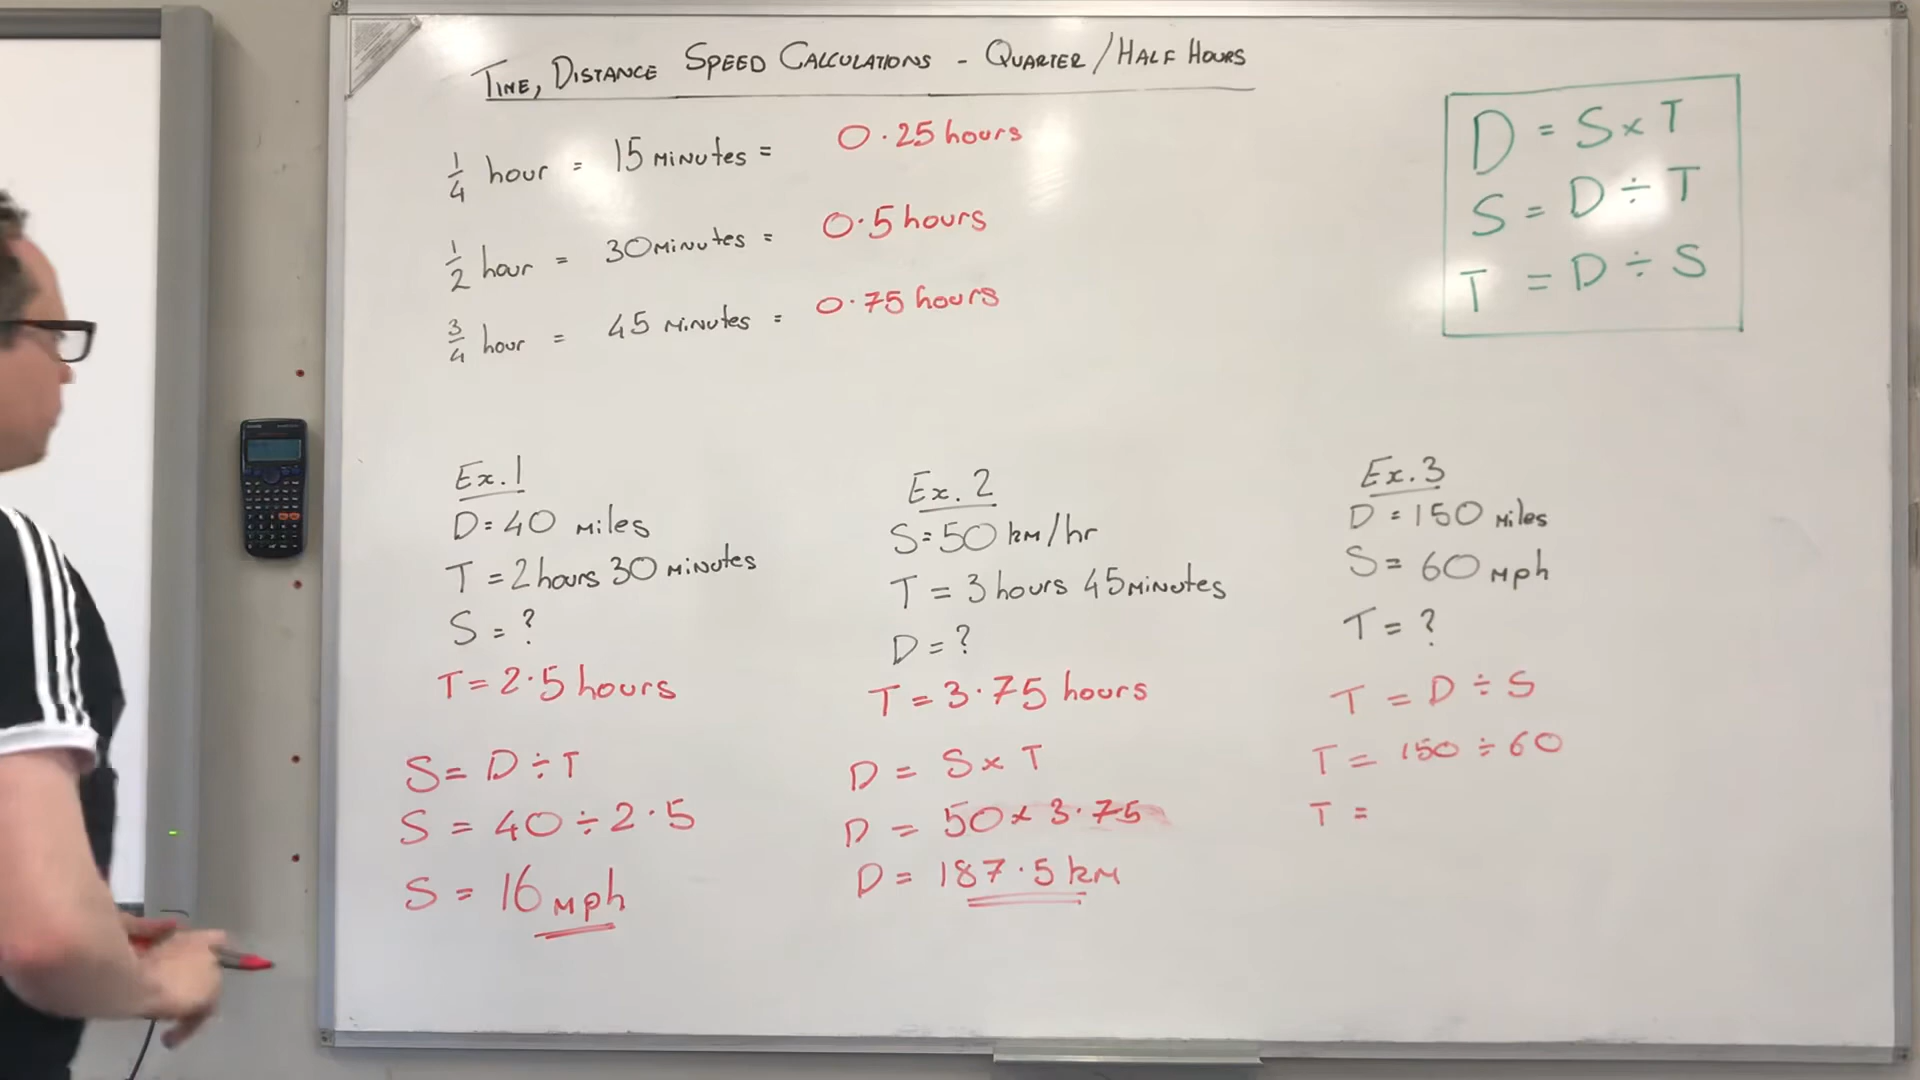 TIME, DISTANCE SPEED CALCULATIONS - QUARTER/HALF HOURS
1/4 hour = 15 MINUTES = 0.25 hours
1/2 hour = 30 MINUTES = 0.5 hours
3/4 hour = 45 MINUTES = 0.75 hours
D = S x T
S = D ÷ T
T = D ÷ S
Ex. 1
D = 40 MILES
T = 2 hours 30 MINUTES
S = ?
T = 2.5 hours
S = D ÷ T
S = 40 ÷ 2.5
S = 16 mph
Ex. 2
S = 50 km/hr
T = 3 hours 45 MINUTES
D = ?
T = 3.75 hours
D = S x T
D = 50 x 3.75
D = 187.5 km
Ex. 3
D = 150 MILES
S = 60 mph
T = ?
T = D ÷ S
T = 150 ÷ 60
T =